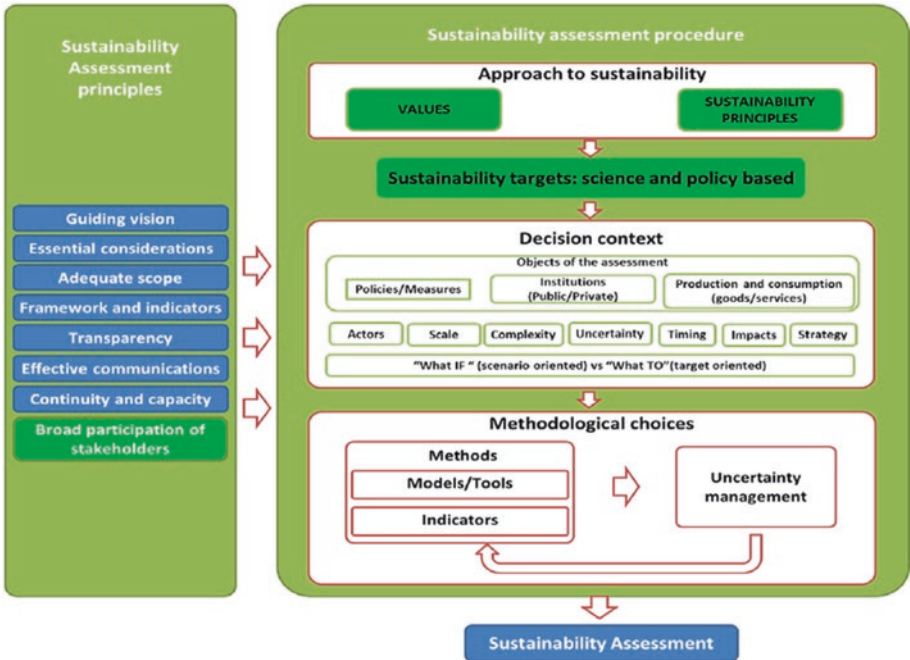 Sustainability
Assessment
principles
Guiding vision
Essential considerations
Adequate scope
Framework and indicators
Transparency
Effective communications
Continuity and capacity
Broad participation of
stakeholders
Sustainability assessment procedure
Approach to sustainability
VALUES
SUSTAINABILITY
PRINCIPLES
Sustainability targets: science and policy based
Decision context
Objects of the assessment
Policies/Measures
Institutions
(Public/Private)
Production and consumption
(goods/services)
Actors
Scale
Complexity
Uncertainty
Timing
Impacts
Strategy
"What IF " (scenario oriented) vs "What TO"(target oriented)
Methodological choices
Methods
Models/Tools
Indicators
Uncertainty
management
Sustainability Assessment